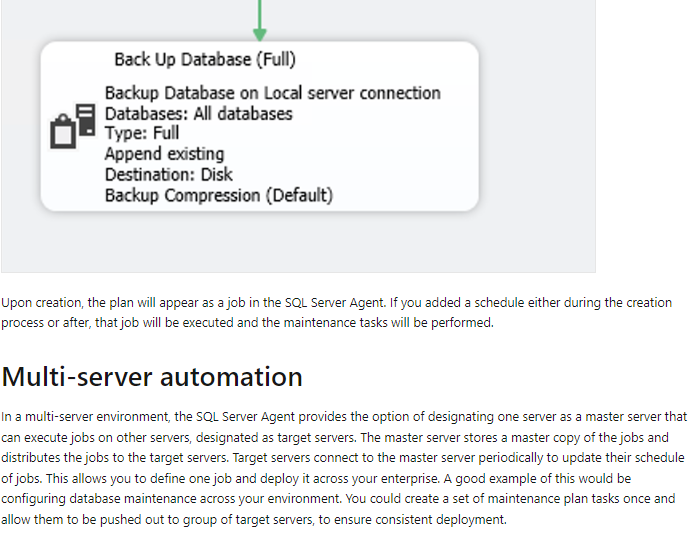 Back Up Database (Full)
Backup Database on Local server connection
Databases: All databases
Type: Full
Append existing
Destination: Disk
Backup Compression (Default)
Upon creation, the plan will appear as a job in the SQL Server Agent. If you added a schedule either during the creation
process or after, that job will be executed and the maintenance tasks will be performed.
Multi-server automation
In a multi-server environment, the SQL Server Agent provides the option of designating one server as a master server that
can execute jobs on other servers, designated as target servers. The master server stores a master copy of the jobs and
distributes the jobs to the target servers. Target servers connect to the master server periodically to update their schedule
of jobs. This allows you to define one job and deploy it across your enterprise. A good example of this would be
configuring database maintenance across your environment. You could create a set of maintenance plan tasks once and
allow them to be pushed out to group of target servers, to ensure consistent deployment.